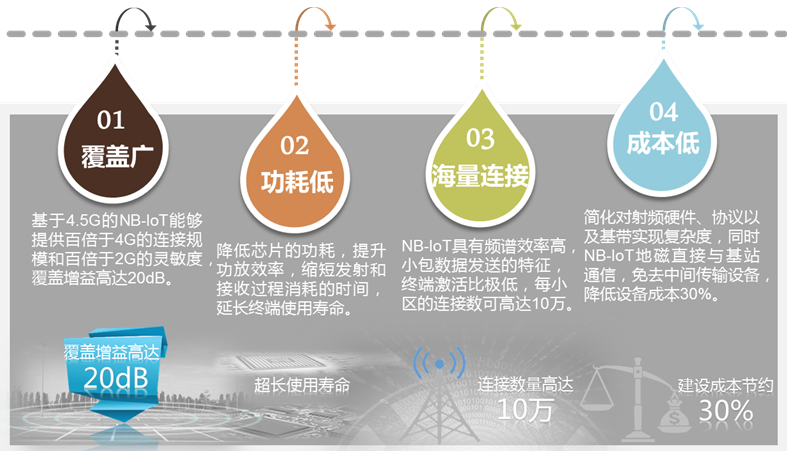 01
覆盖广
基于4.5G的NB-IoT能够
提供百倍于4G的连接规
模和百倍于2G的灵敏度，
覆盖增益高达20dB。
覆盖增益高达
20dB
02
功耗低
降低芯片的功耗，提升
功放效率，缩短发射和
接收过程消耗的时间，
延长终端使用寿命。
超长使用寿命
03
海量连接
NB-IoT具有频谱效率高，
小包数据发送的特征，
终端激活比极低，每小
区的连接数可高达10万。
连接数量高达
10万
04
成本低
简化对射频硬件、协议以
及基带实现复杂度，同时
NB-IoT地磁直接与基站
通信，免去中间传输设备，
降低设备成本30%。
$
建设成本节约
30%